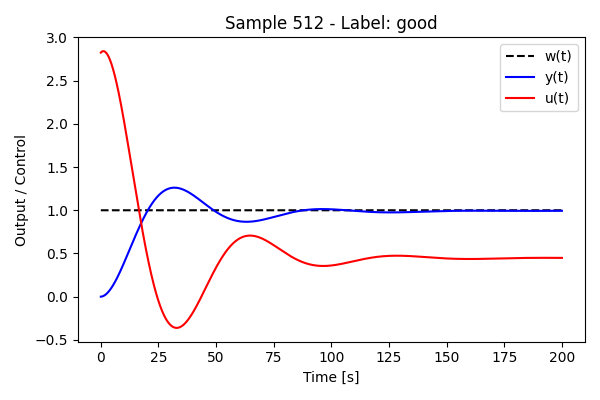 Sample 512 - Label: good
3.0
2.5
2.0
1.5
1.0
0.5
0.0
−0.5
Output / Control
w(t)
y(t)
u(t)
0 25 50 75 100 125 150 175 200
Time [s]